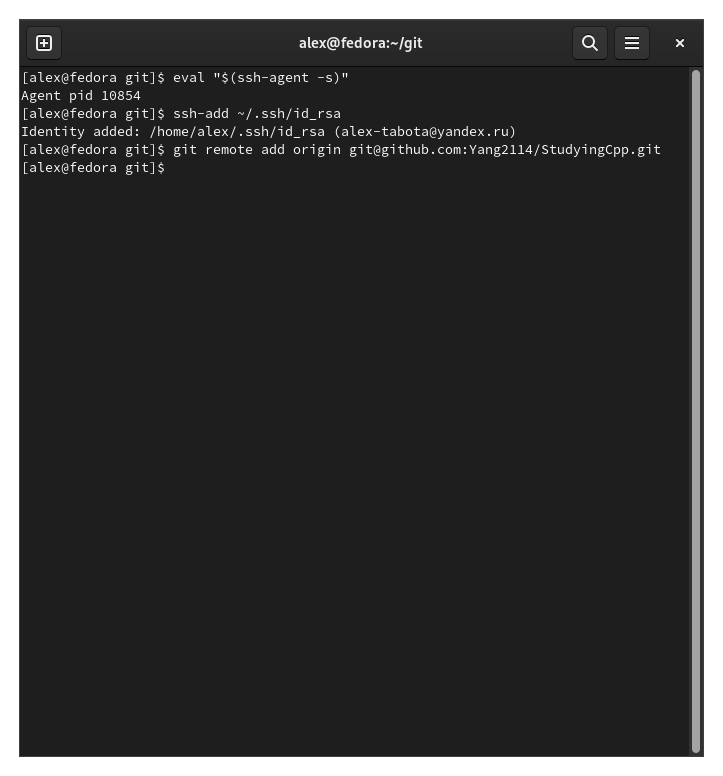 alex@fedora:~/git
[alex@fedora git]$ eval "$(ssh-agent -s)"
Agent pid 10854
[alex@fedora git]$ ssh-add ~/.ssh/id_rsa
Identity added: /home/alex/.ssh/id_rsa (alex-tabota@yandex.ru)
[alex@fedora git]$ git remote add origin git@github.com:Yang2114/StudyingCpp.git
[alex@fedora git]$